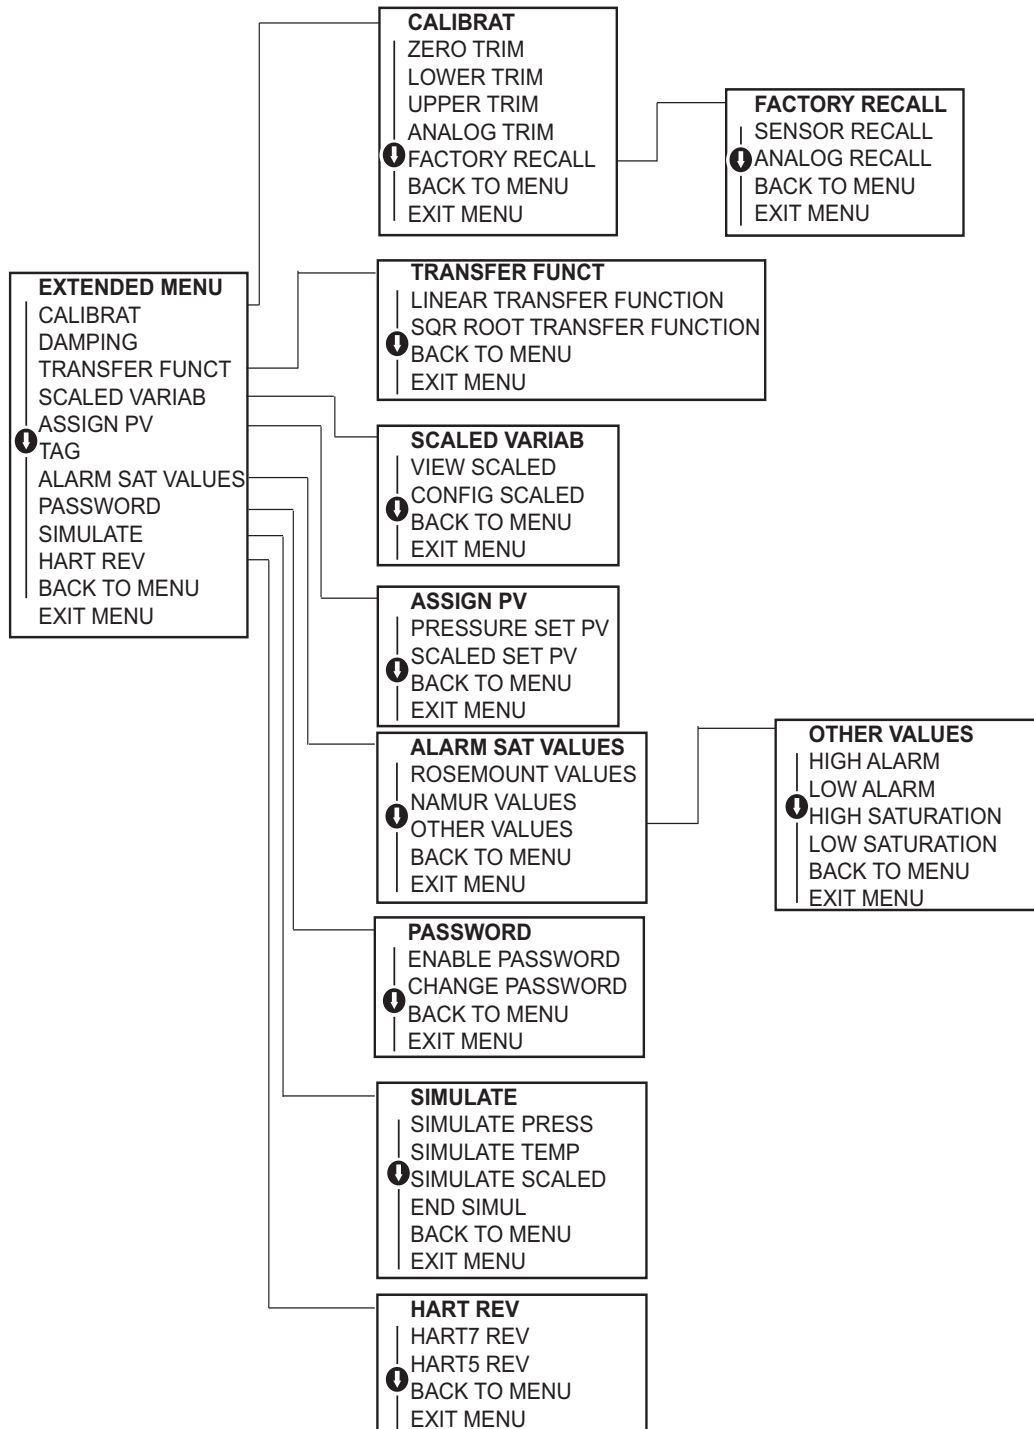 CALIBRAT
ZERO TRIM
LOWER TRIM
UPPER TRIM
ANALOG TRIM
FACTORY RECALL
BACK TO MENU
EXIT MENU
FACTORY RECALL
SENSOR RECALL
ANALOG RECALL
BACK TO MENU
EXIT MENU
EXTENDED MENU
CALIBRAT
DAMPING
TRANSFER FUNCT
SCALED VARIAB
ASSIGN PV
TAG
ALARM SAT VALUES
PASSWORD
SIMULATE
HART REV
BACK TO MENU
EXIT MENU
TRANSFER FUNCT
LINEAR TRANSFER FUNCTION
SQR ROOT TRANSFER FUNCTION
BACK TO MENU
EXIT MENU
SCALED VARIAB
VIEW SCALED
CONFIG SCALED
BACK TO MENU
EXIT MENU
ASSIGN PV
PRESSURE SET PV
SCALED SET PV
BACK TO MENU
EXIT MENU
ALARM SAT VALUES
ROSEMOUNT VALUES
NAMUR VALUES
OTHER VALUES
BACK TO MENU
EXIT MENU
OTHER VALUES
HIGH ALARM
LOW ALARM
HIGH SATURATION
LOW SATURATION
BACK TO MENU
EXIT MENU
PASSWORD
ENABLE PASSWORD
CHANGE PASSWORD
BACK TO MENU
EXIT MENU
SIMULATE
SIMULATE PRESS
SIMULATE TEMP
SIMULATE SCALED
END SIMUL
BACK TO MENU
EXIT MENU
HART REV
HART7 REV
HART5 REV
BACK TO MENU
EXIT MENU